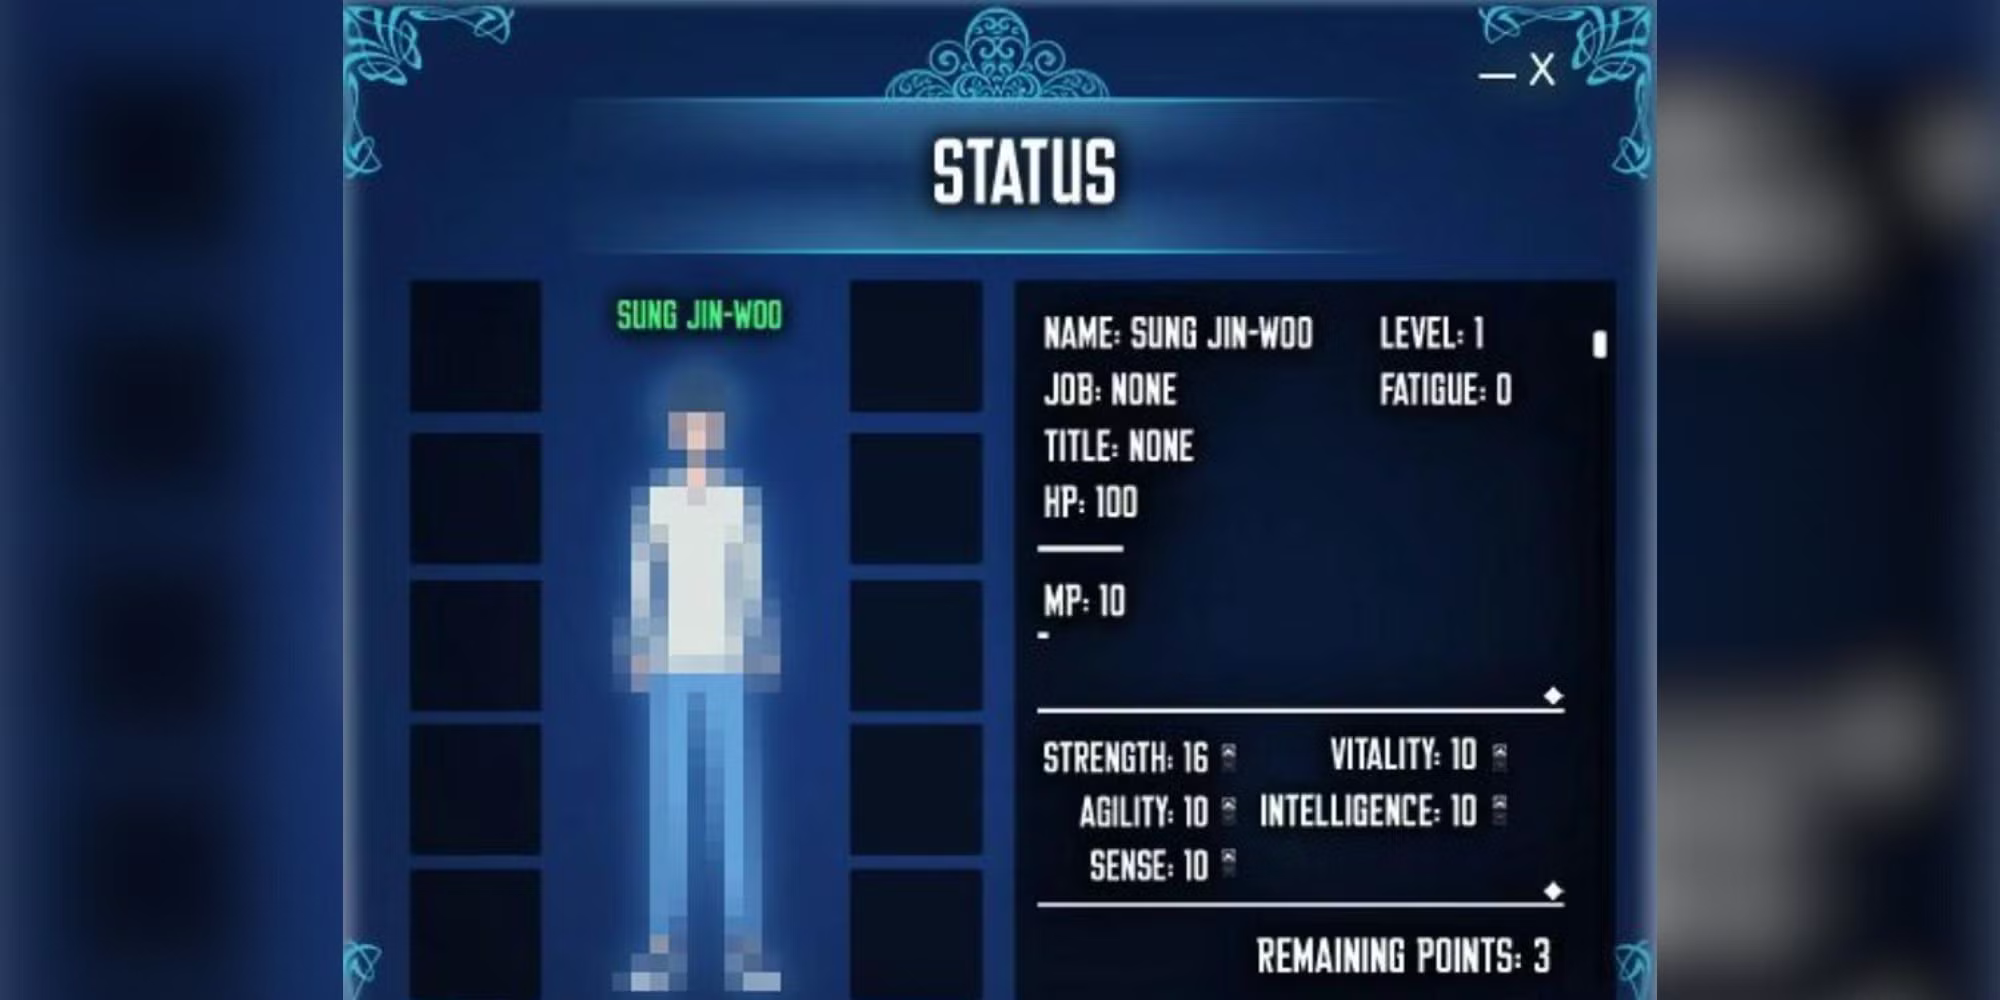 — X
STATUS
SUNG JIN-WOO
NAME: SUNG JIN-WOO LEVEL: 1
JOB: NONE FATIGUE: 0
TITLE: NONE
HP: 100
MP: 10
STRENGTH: 16 VITALITY: 10
AGILITY: 10 INTELLIGENCE: 10
SENSE: 10
REMAINING POINTS: 3